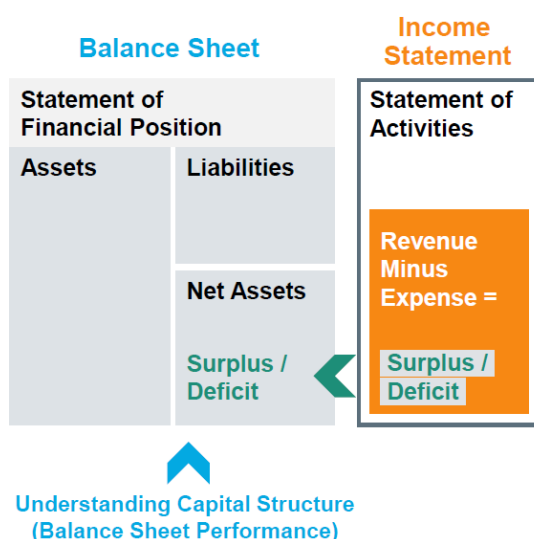 Balance Sheet
Income
Statement
Statement of
Financial Position
Assets
Liabilities
Net Assets
Surplus /
Deficit
Statement of
Activities
Revenue
Minus
Expense =
Surplus /
Deficit
Understanding Capital Structure
(Balance Sheet Performance)